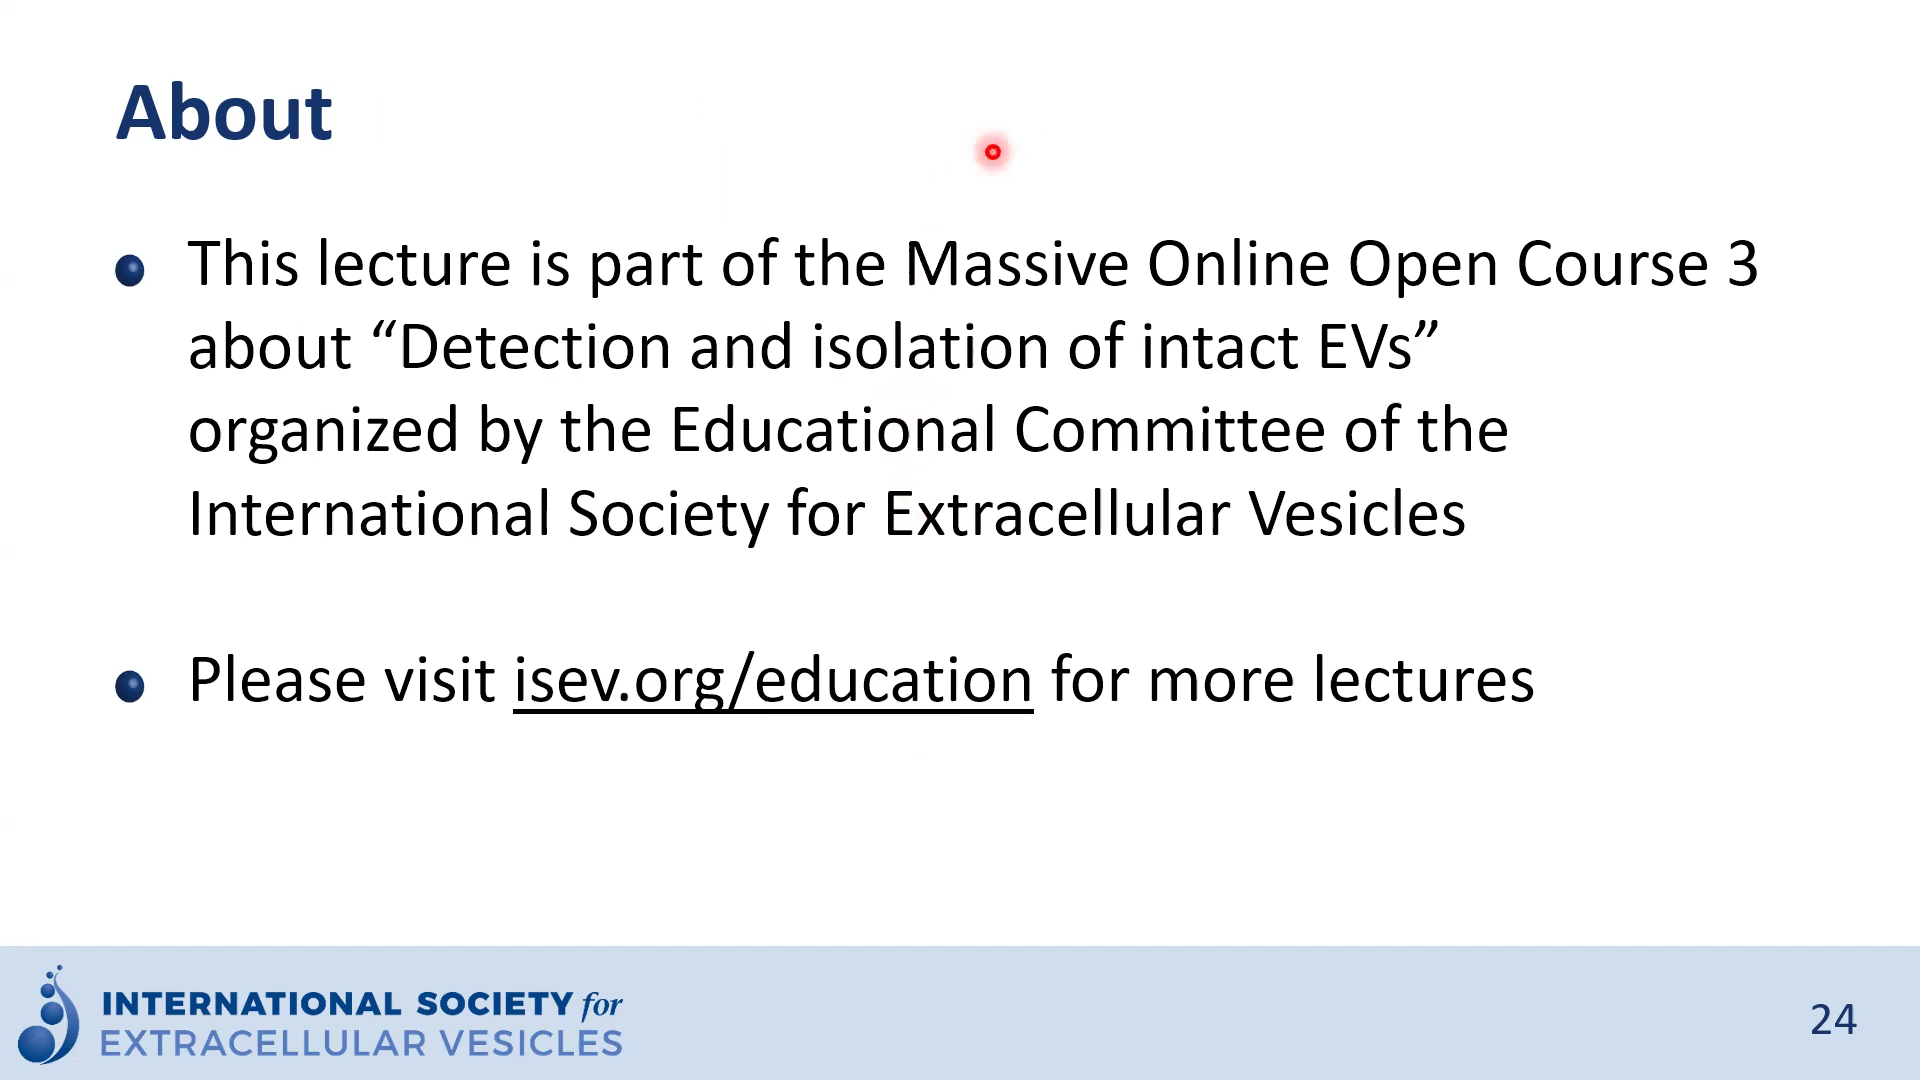 About
This lecture is part of the Massive Online Open Course 3
about “Detection and isolation of intact EVs”
organized by the Educational Committee of the
International Society for Extracellular Vesicles
Please visit isev.org/education for more lectures
INTERNATIONAL SOCIETY for
EXTRACELLULAR VESICLES
24